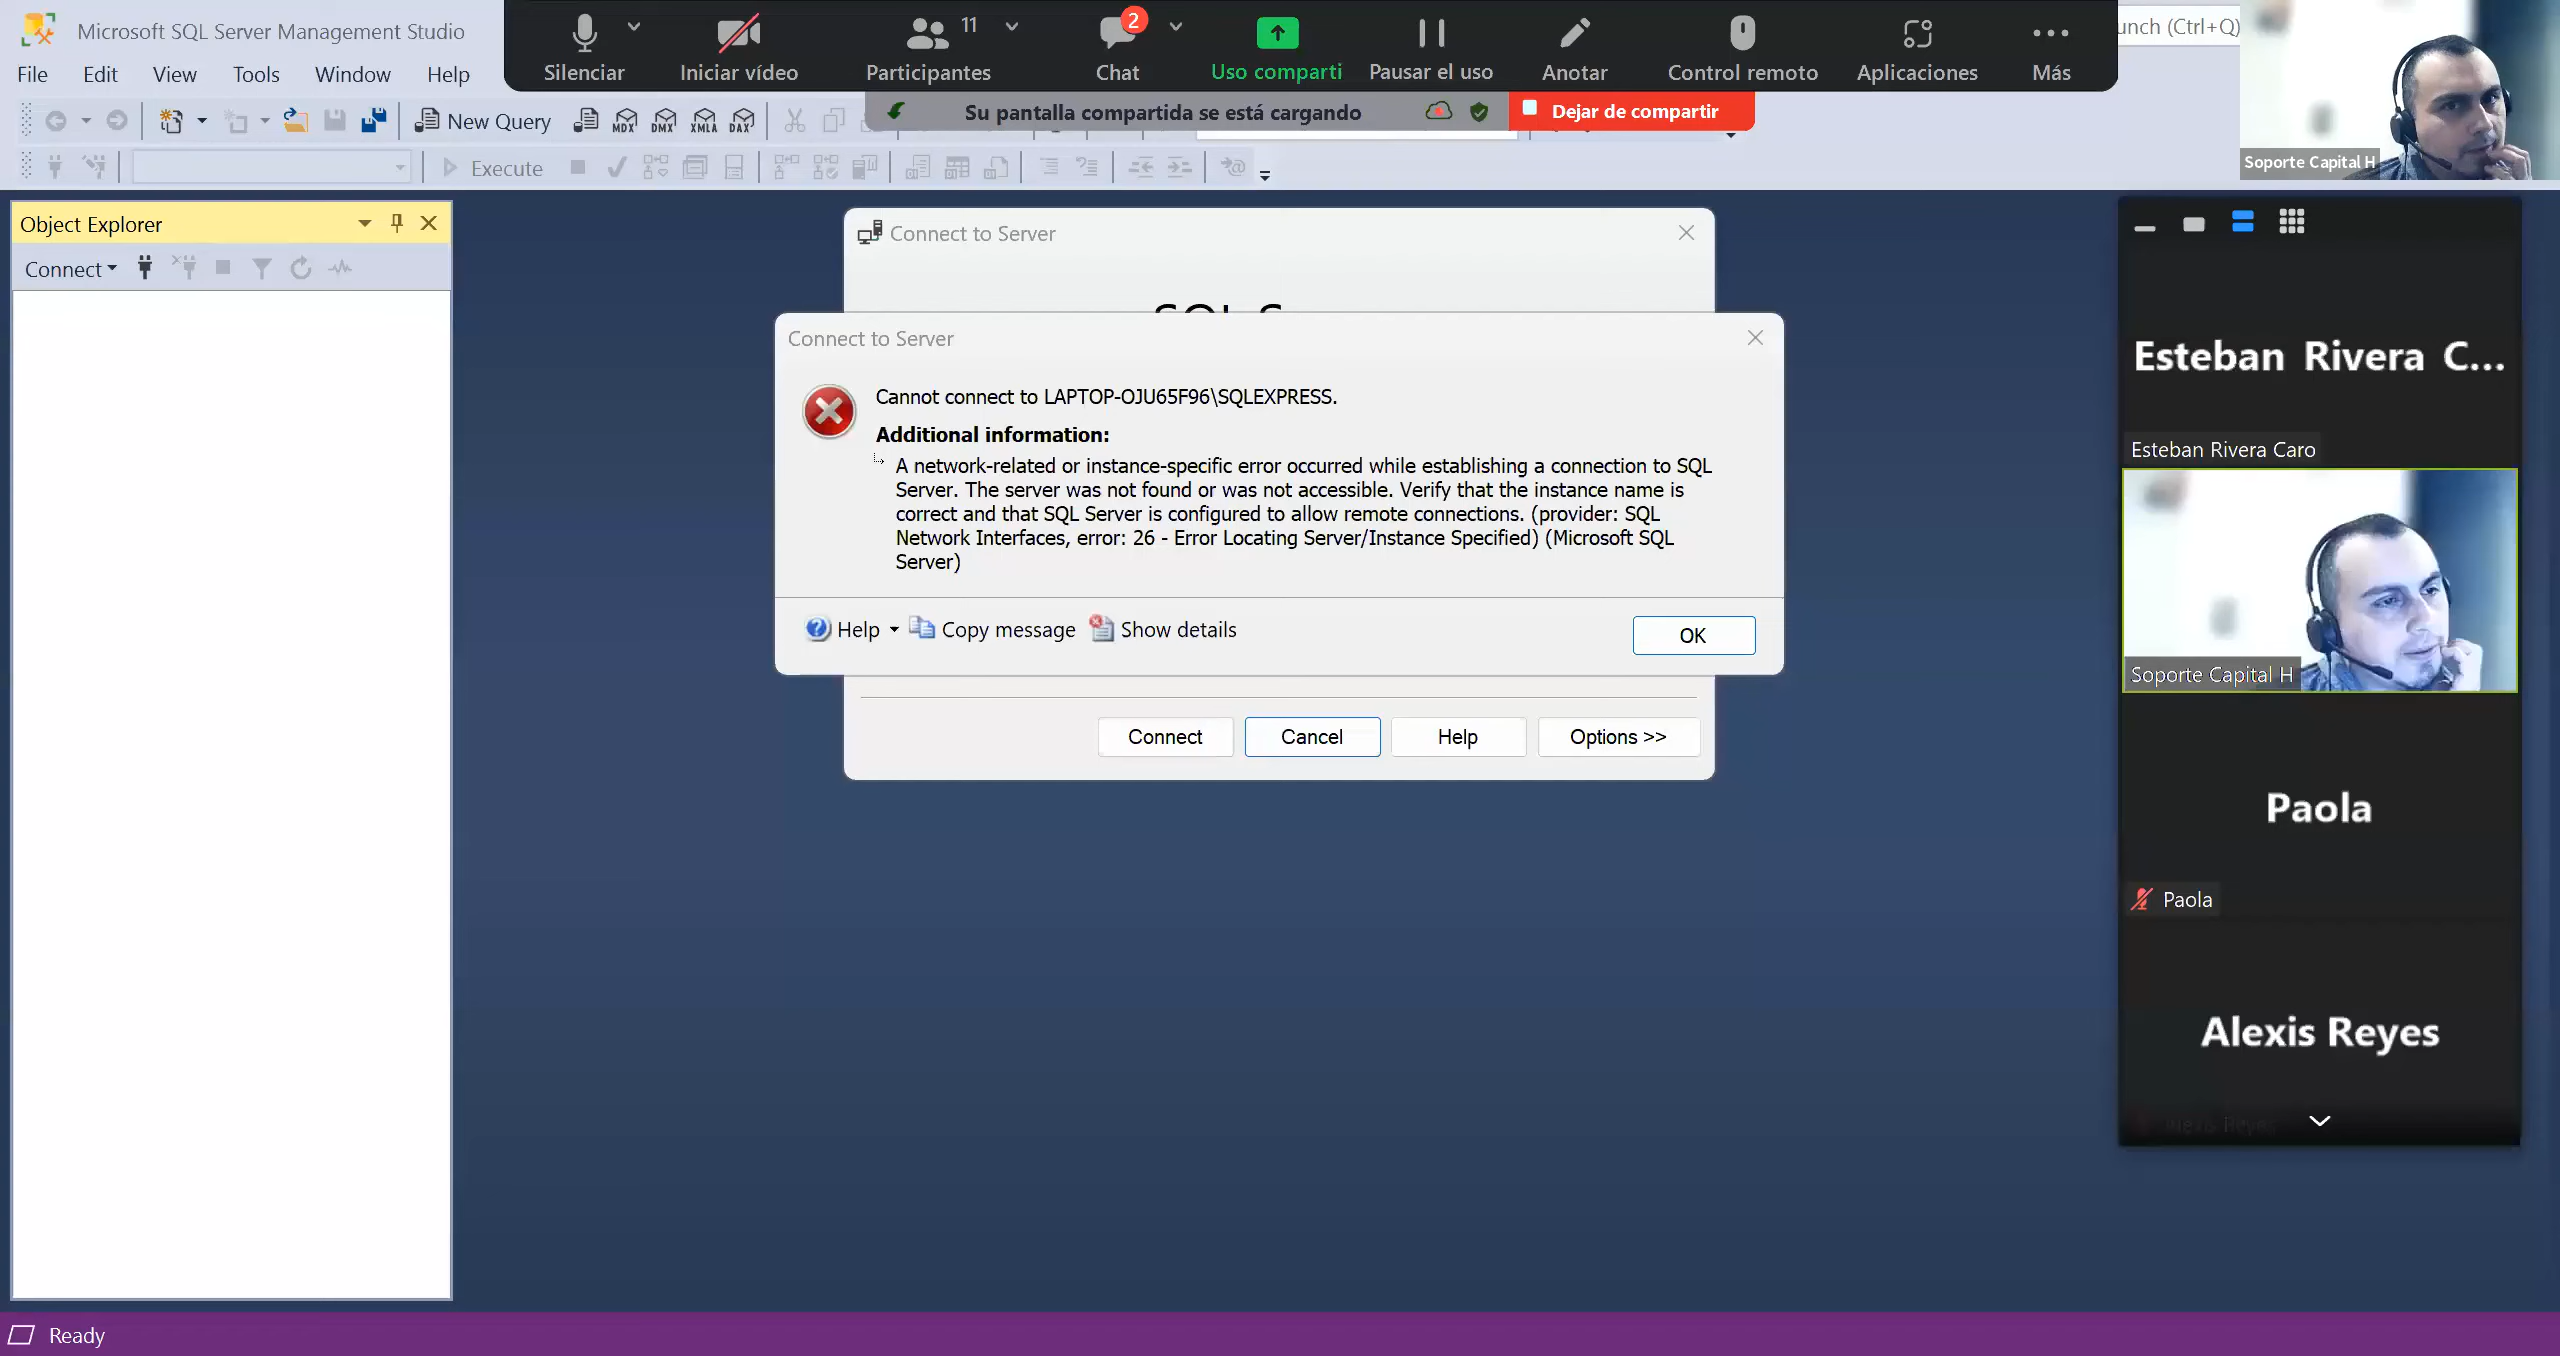 Microsoft SQL Server Management Studio
unch (Ctrl+Q)
File Edit View Tools Window Help
Silenciar
Iniciar vídeo
Participantes 11
Chat 2
Uso comparti
Pausar el uso
Anotar
Control remoto
Aplicaciones
Más
Su pantalla compartida se está cargando
Dejar de compartir
New Query
MDX DMX XMLA DAX
Execute
Soporte Capital H
Object Explorer
Connect
Connect to Server
Connect to Server
Cannot connect to LAPTOP-OJU65F96\SQLEXPRESS.
Additional information:
A network-related or instance-specific error occurred while establishing a connection to SQL
Server. The server was not found or was not accessible. Verify that the instance name is
correct and that SQL Server is configured to allow remote connections. (provider: SQL
Network Interfaces, error: 26 - Error Locating Server/Instance Specified) (Microsoft SQL
Server)
Help Copy message Show details
OK
Connect Cancel Help Options >>
Esteban Rivera C...
Esteban Rivera Caro
Soporte Capital H
Paola
Paola
Alexis Reyes
Alexis Reyes
Ready